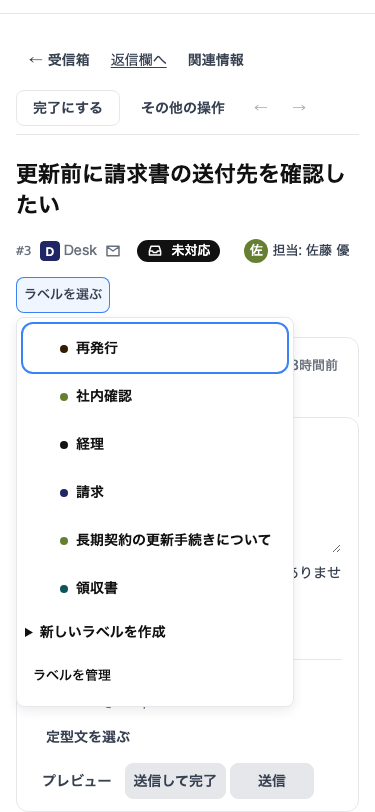 ← 受信箱 返信欄へ 関連情報
完了にする その他の操作 ← →
更新前に請求書の送付先を確認し
たい
#3 D Desk 未対応 佐 担当: 佐藤 優
ラベルを選ぶ
再発行
時間前
社内確認
経理
請求
長期契約の更新手続きについて
ありませ
領収書
▶ 新しいラベルを作成
ラベルを管理
定型文を選ぶ
プレビュー 送信して完了 送信